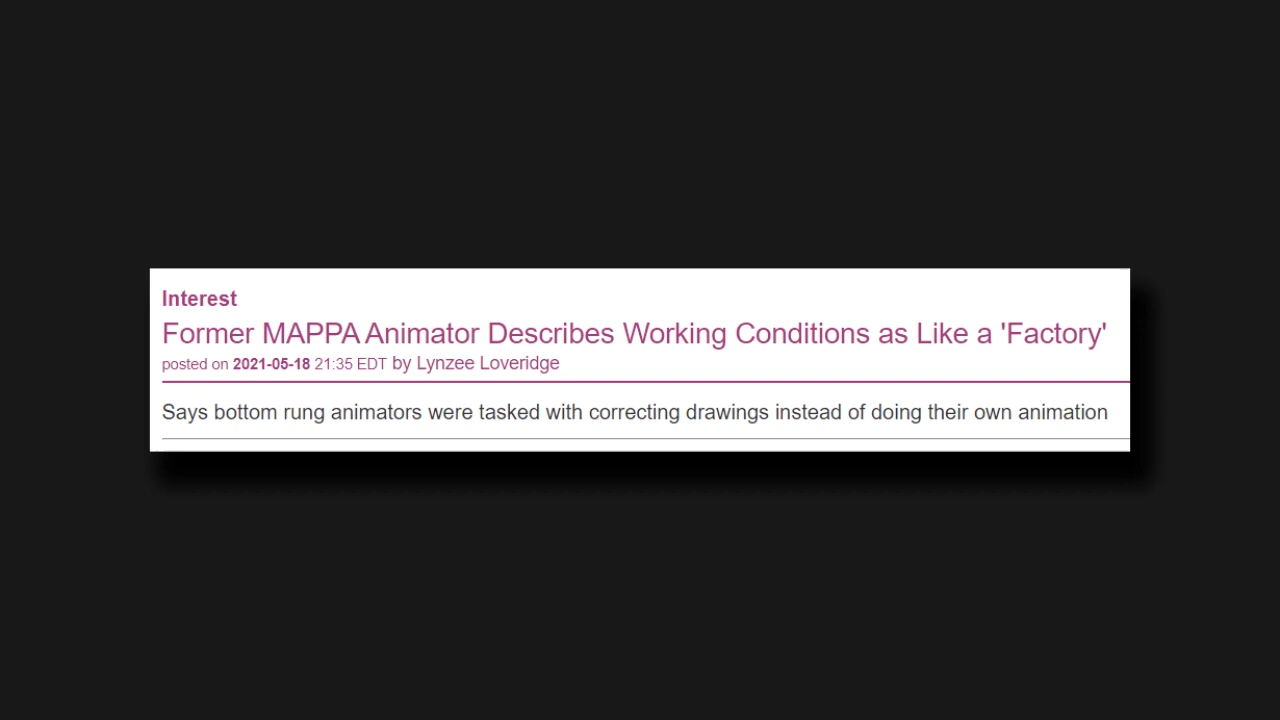 Interest
Former MAPPA Animator Describes Working Conditions as Like a 'Factory'
posted on 2021-05-18 21:35 EDT by Lynzee Loveridge
Says bottom rung animators were tasked with correcting drawings instead of doing their own animation